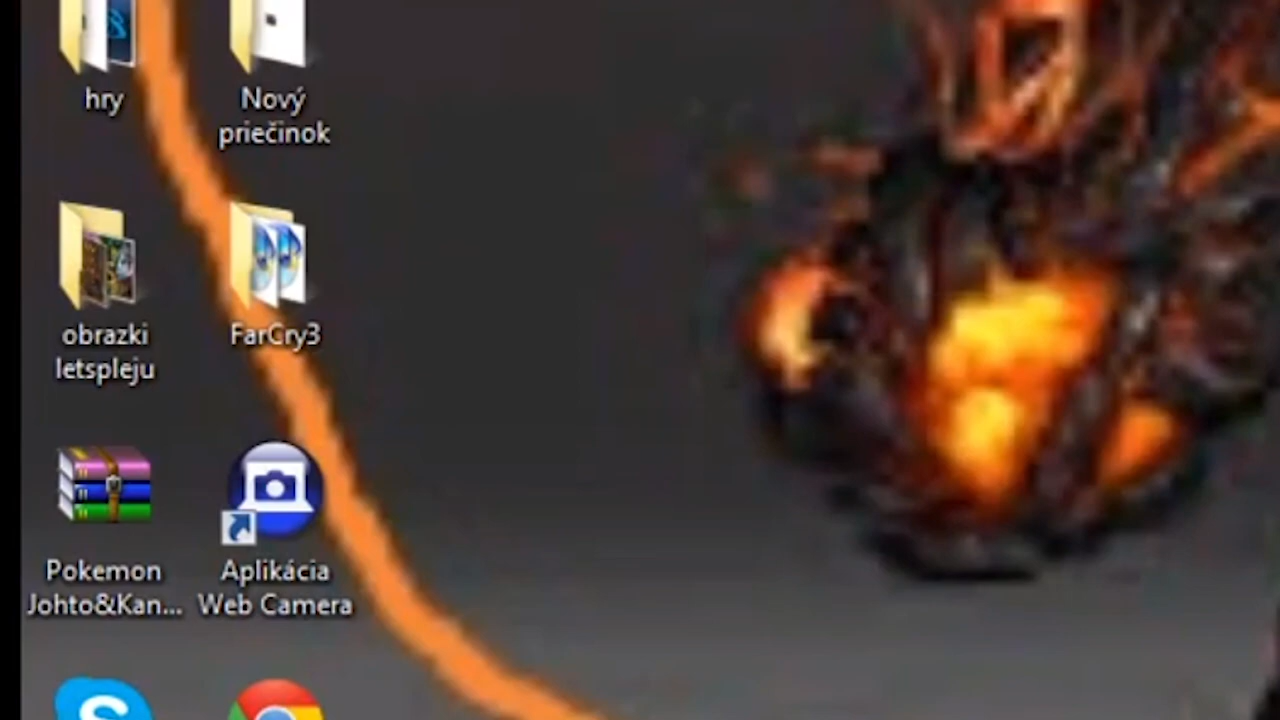 hry
Nový
priečinok
obrazki
letspleju
FarCry3
Pokemon
Johto&Kan...
Aplikácia
Web Camera